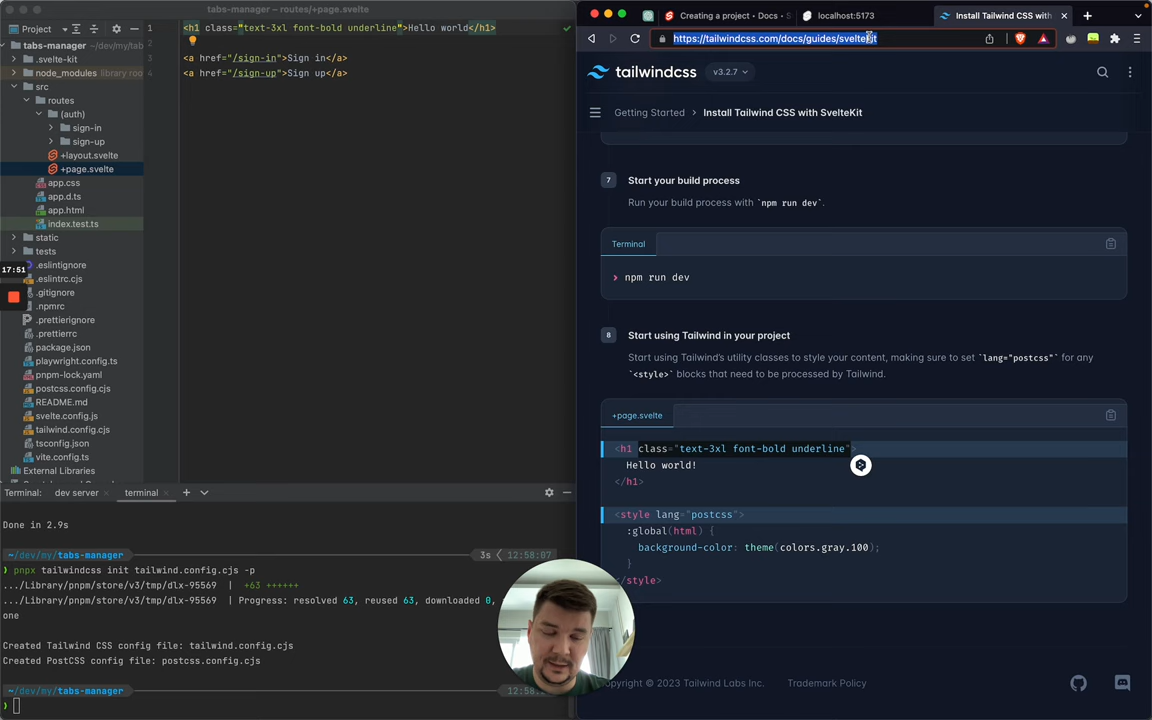 tabs-manager – routes/+page.svelte
Project
tabs-manager ~/dev/my/tab
.svelte-kit
node_modules library roo
src
routes
(auth)
sign-in
sign-up
+layout.svelte
+page.svelte
app.css
app.d.ts
app.html
index.test.ts
static
tests
.eslintignore
.eslintrc.cjs
.gitignore
.npmrc
.prettierignore
.prettierrc
package.json
playwright.config.ts
pnpm-lock.yaml
postcss.config.cjs
README.md
svelte.config.js
tailwind.config.cjs
tsconfig.json
vite.config.ts
External Libraries
17:51
1 <h1 class="text-3xl font-bold underline">Hello world</h1>
2
3 <a href="/sign-in">Sign in</a>
4 <a href="/sign-up">Sign up</a>
Terminal: dev server terminal
Done in 2.9s
~/dev/my/tabs-manager 3s 12:58:07
❯ pnpx tailwindcss init tailwind.config.cjs -p
.../Library/pnpm/store/v3/tmp/dlx-95569 | +63 ++++++
.../Library/pnpm/store/v3/tmp/dlx-95569 | Progress: resolved 63, reused 63, downloaded 0,
one
Created Tailwind CSS config file: tailwind.config.cjs
Created PostCSS config file: postcss.config.cjs
~/dev/my/tabs-manager 12:58:
❯
Creating a project • Docs • S
localhost:5173
Install Tailwind CSS with
https://tailwindcss.com/docs/guides/sveltekit
tailwindcss v3.2.7
Getting Started > Install Tailwind CSS with SvelteKit
7 Start your build process
Run your build process with `npm run dev`.
Terminal
> npm run dev
8 Start using Tailwind in your project
Start using Tailwind's utility classes to style your content, making sure to set `lang="postcss"` for any
`<style>` blocks that need to be processed by Tailwind.
+page.svelte
<h1 class="text-3xl font-bold underline">
Hello world!
</h1>
<style lang="postcss">
:global(html) {
background-color: theme(colors.gray.100);
}
/style>
opyright © 2023 Tailwind Labs Inc. Trademark Policy